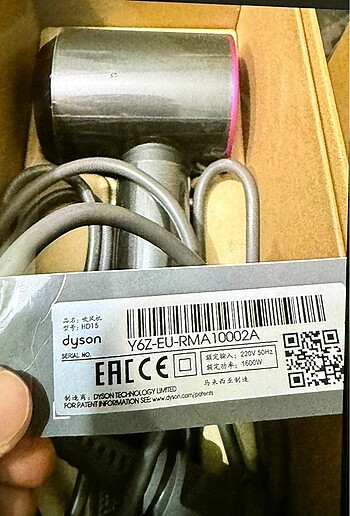 品名: 吹风机
型号: HD15
dyson
SERIAL NO.
Y6Z-EU-RMA10002A
EAC CE
额定输入: 220V 50Hz
额定功率: 1600W
马来西亚制造
制造商: DYSON TECHNOLOGY LIMITED
FOR PATENT INFORMATION SEE: www.dyson.com/patents